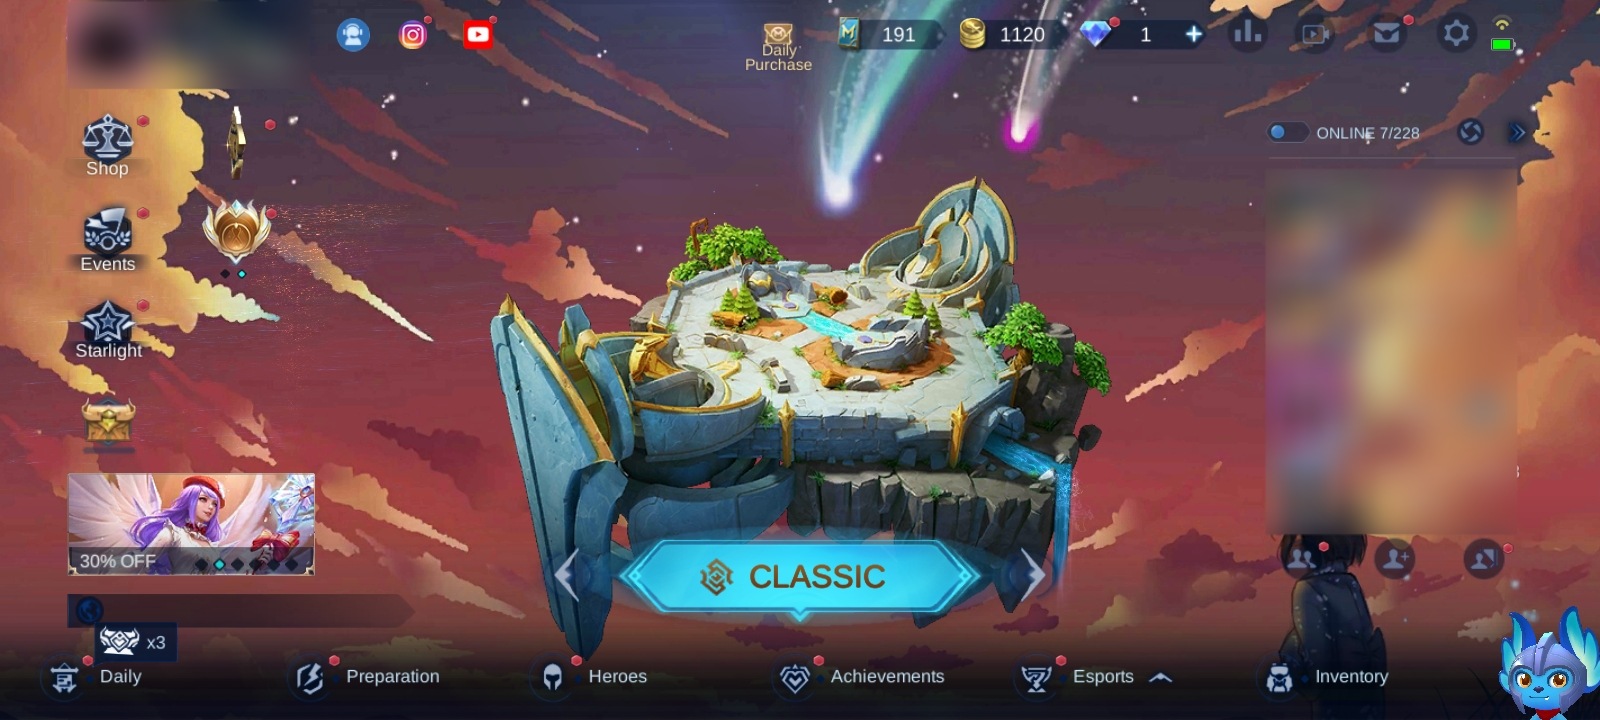 Daily
Purchase
191
1120
1
ONLINE 7/228
Shop
Events
Starlight
30% OFF
CLASSIC
x3
Daily
Preparation
Heroes
Achievements
Esports
Inventory